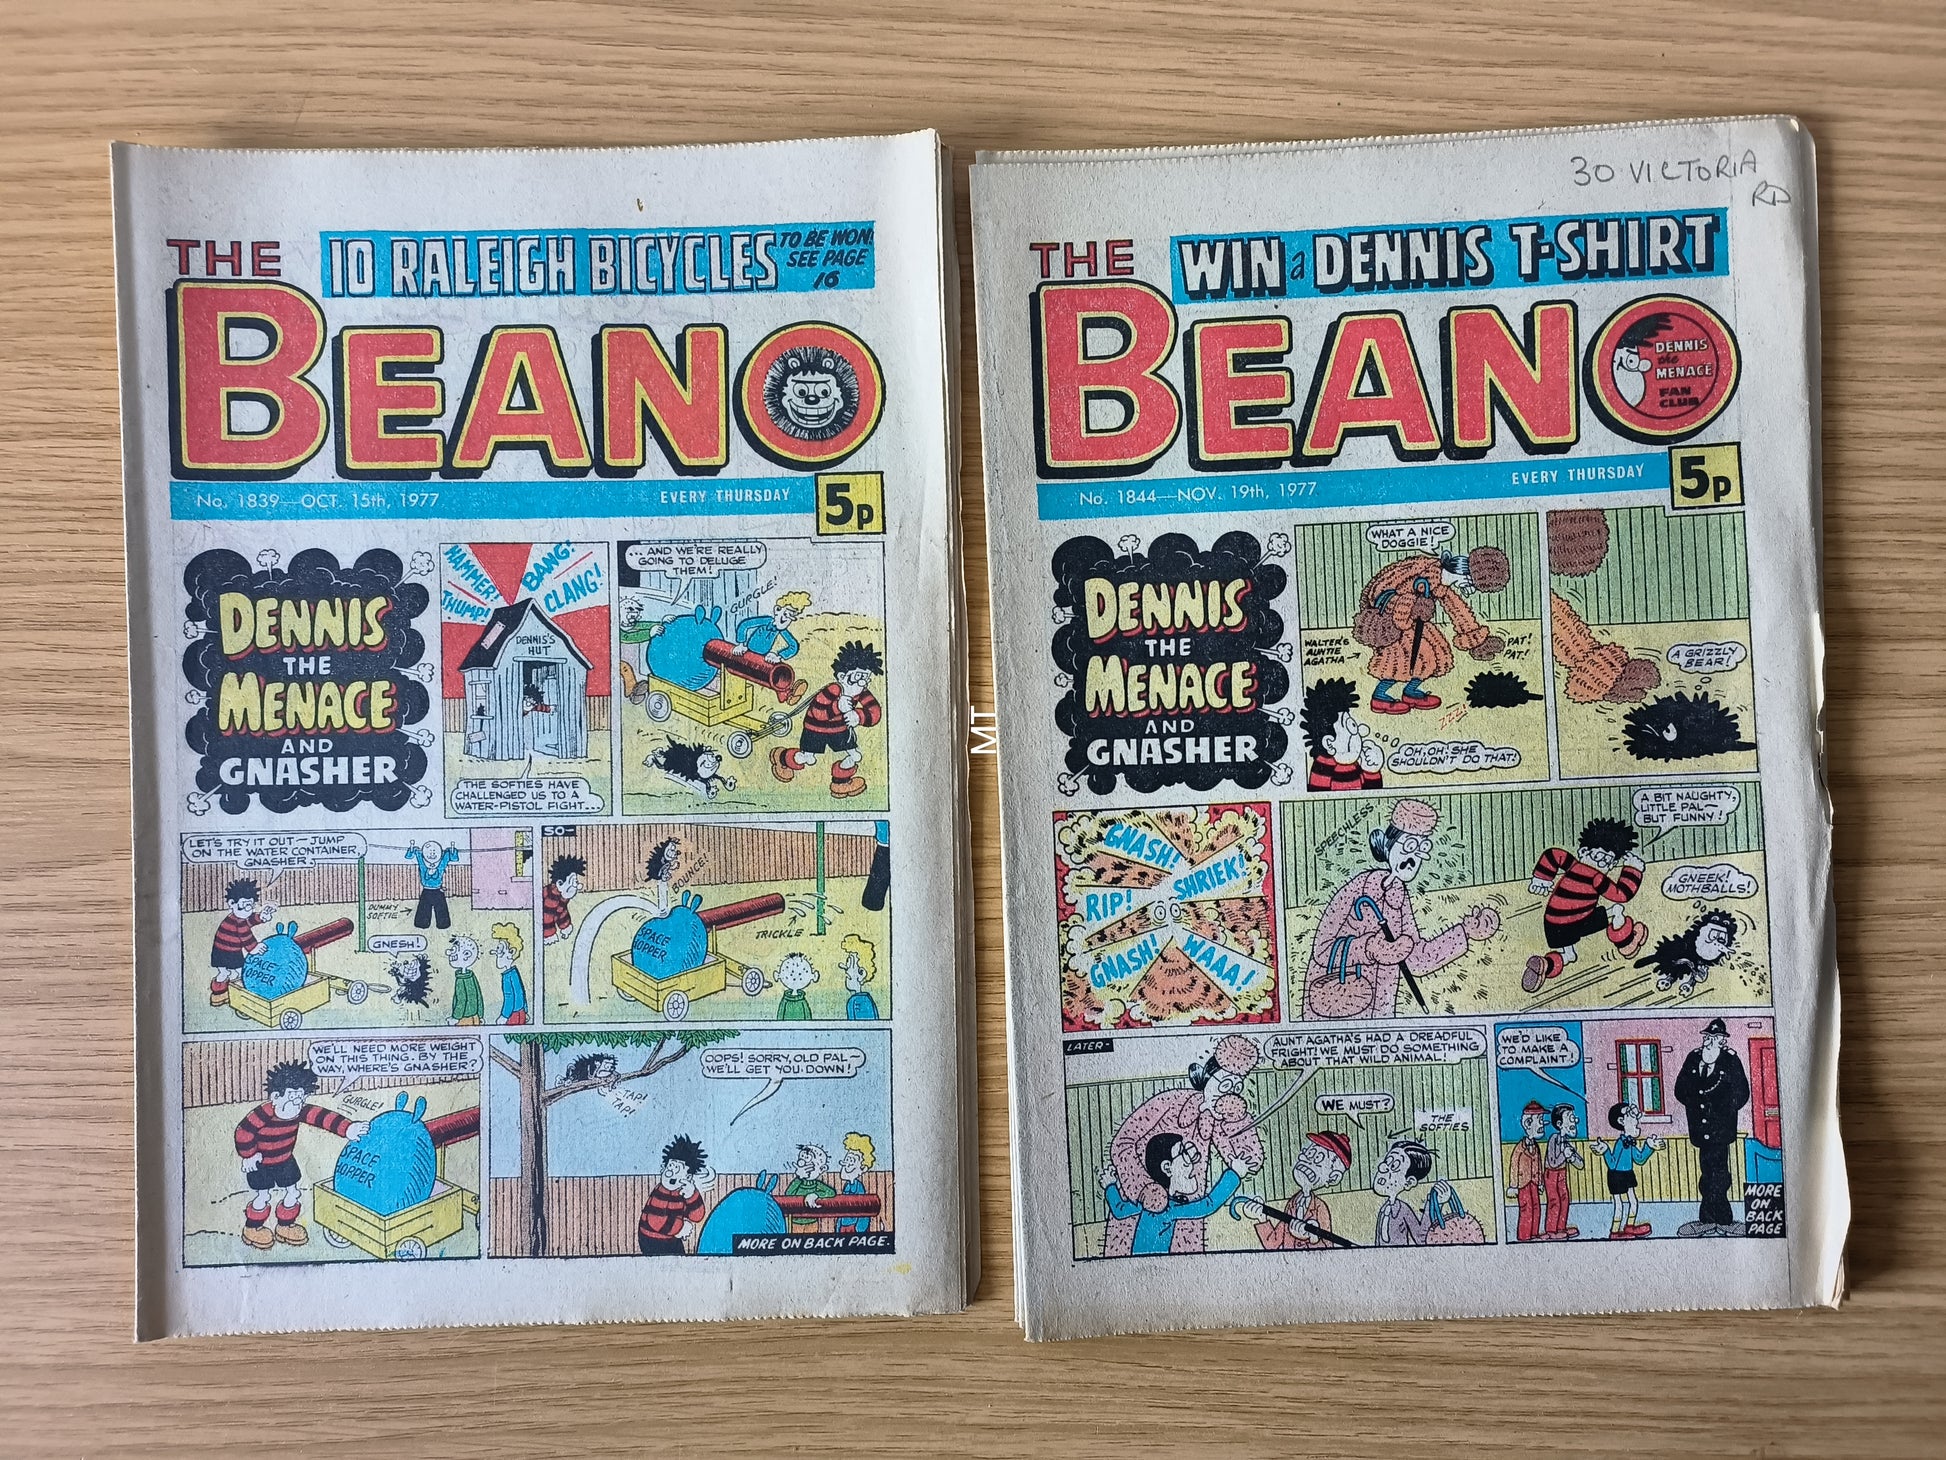 THE
10 RALEIGH BICYCLES
TO BE WON!
SEE PAGE
16
BEANO
No. 1839—OCT. 15th, 1977
EVERY THURSDAY
5p
DENNIS
THE
MENACE
AND
GNASHER
HAMMER!
THUMP!
BANG!
CLANG!
DENNIS'S
HUT
THE SOFTIES HAVE
CHALLENGED US TO A
WATER-PISTOL FIGHT...
... AND WE'RE REALLY
GOING TO DELUGE
THEM!
GURGLE!
LET'S TRY IT OUT — JUMP
ON THE WATER CONTAINER,
GNASHER.
DUMMY
SOFTIE
GNESH!
SPACE
HOPPER
SO—
BOUNCE!
SPACE
HOPPER
TRICKLE
WE'LL NEED MORE WEIGHT
ON THIS THING. BY THE
WAY, WHERE'S GNASHER?
GURGLE!
SPACE
HOPPER
TAP!
TAP!
OOPS! SORRY, OLD PAL —
WE'LL GET YOU DOWN!
MORE ON BACK PAGE.
MT
30 VICTORIA
RD
THE
WIN a DENNIS T-SHIRT
BEANO
DENNIS
the
MENACE
FAN
CLUB
No. 1844—NOV. 19th, 1977
EVERY THURSDAY
5p
DENNIS
THE
MENACE
AND
GNASHER
WHAT A NICE
DOGGIE!
WALTER'S
AUNTIE
AGATHA
PAT!
PAT!
ZZZ!
OH, OH! SHE
SHOULDN'T DO THAT!
A GRIZZLY
BEAR!
GNASH!
SHRIEK!
RIP!
GNASH!
WAAA!
SPEECHLESS
A BIT NAUGHTY,
LITTLE PAL —
BUT FUNNY!
GNEEK!
MOTHBALLS!
LATER—
AUNT AGATHA'S HAD A DREADFUL
FRIGHT! WE MUST DO SOMETHING
ABOUT THAT WILD ANIMAL!
WE MUST?
THE
SOFTIES
WE'D LIKE
TO MAKE A
COMPLAINT!
MORE
ON
BACK
PAGE